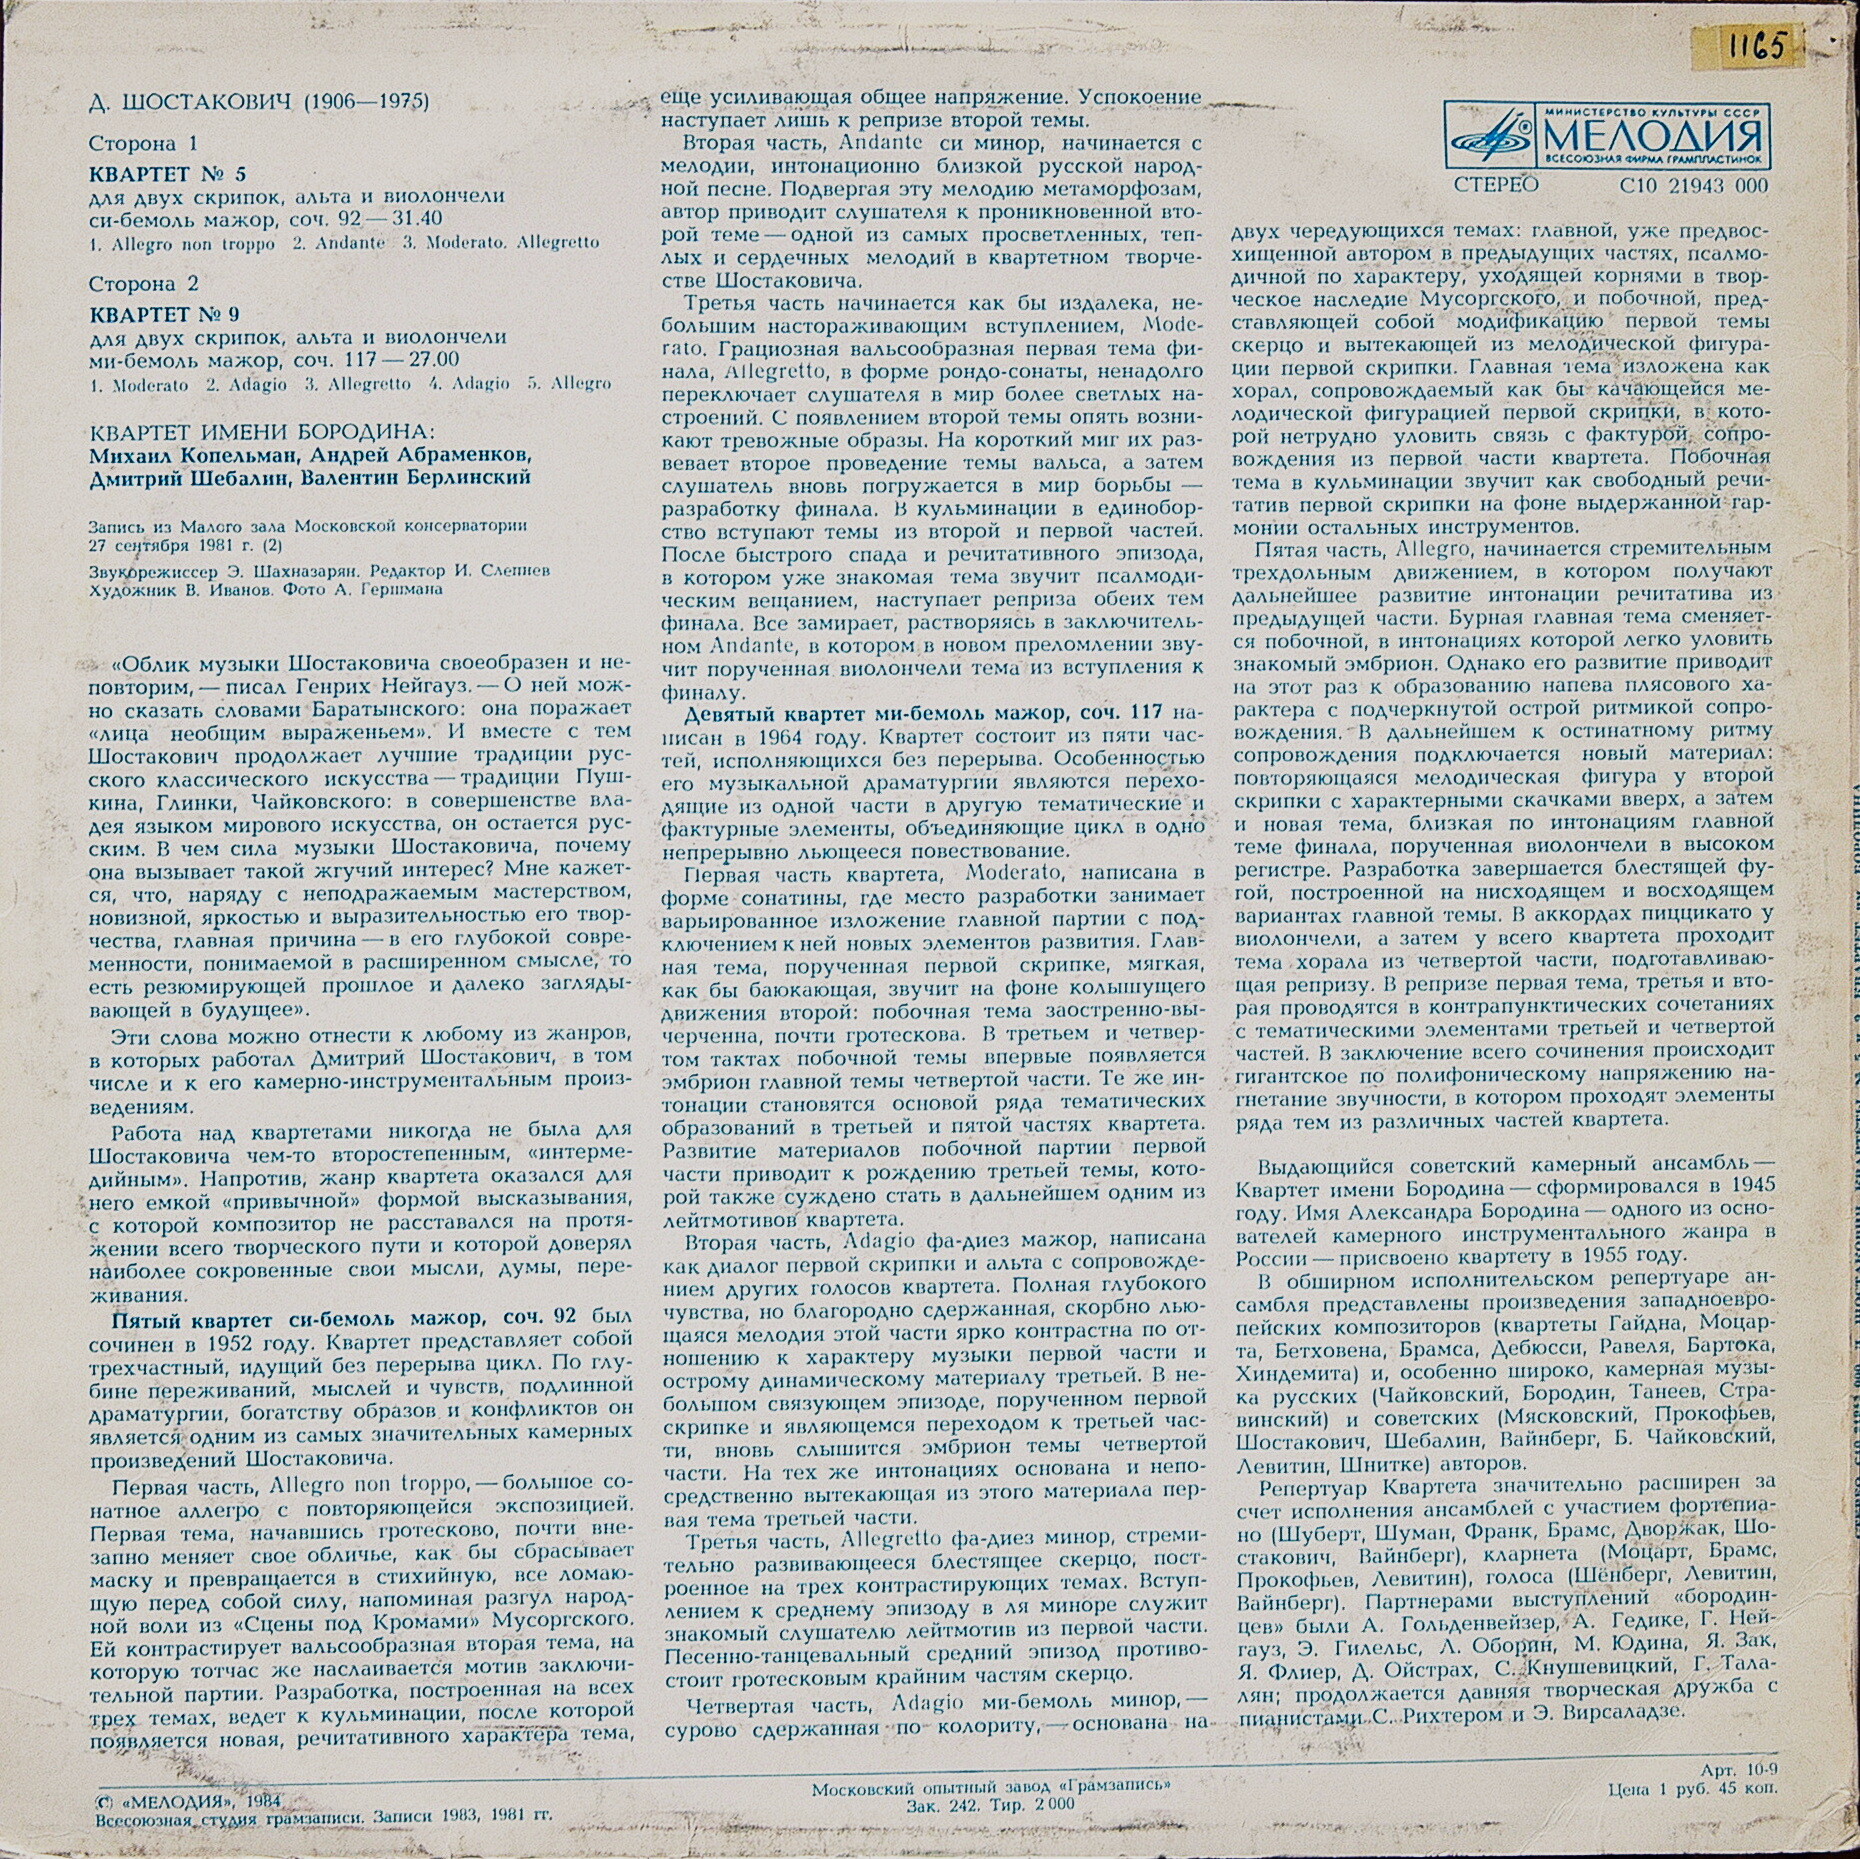 1165
Д. ШОСТАКОВИЧ (1906—1975)
Сторона 1
КВАРТЕТ № 5
для двух скрипок, альта и виолончели
си-бемоль мажор, соч. 92 — 31.40
1. Allegro non troppo 2. Andante 3. Moderato. Allegretto
Сторона 2
КВАРТЕТ № 9
для двух скрипок, альта и виолончели
ми-бемоль мажор, соч. 117 — 27.00
1. Moderato 2. Adagio 3. Allegretto 4. Adagio 5. Allegro
КВАРТЕТ ИМЕНИ БОРОДИНА:
Михаил Копельман, Андрей Абраменков,
Дмитрий Шебалин, Валентин Берлинский
Запись из Малого зала Московской консерватории
27 сентября 1981 г. (2)
Звукорежиссер Э. Шахназарян. Редактор И. Слепнев
Художник В. Иванов. Фото А. Гершмана
«Облик музыки Шостаковича своеобразен и не-
повторим, — писал Генрих Нейгауз. — О ней мож-
но сказать словами Баратынского: она поражает
«лица необщим выраженьем». И вместе с тем
Шостакович продолжает лучшие традиции рус-
ского классического искусства — традиции Пуш-
кина, Глинки, Чайковского: в совершенстве вла-
дея языком мирового искусства, он остается рус-
ским. В чем сила музыки Шостаковича, почему
она вызывает такой жгучий интерес? Мне кажет-
ся, что, наряду с неподражаемым мастерством,
новизной, яркостью и выразительностью его твор-
чества, главная причина — в его глубокой совре-
менности, понимаемой в расширенном смысле, то
есть резюмирующей прошлое и далеко загляды-
вающей в будущее».
Эти слова можно отнести к любому из жанров,
в которых работал Дмитрий Шостакович, в том
числе и к его камерно-инструментальным произ-
ведениям.
Работа над квартетами никогда не была для
Шостаковича чем-то второстепенным, «интерме-
дийным». Напротив, жанр квартета оказался для
него емкой «привычной» формой высказывания,
с которой композитор не расставался на протя-
жении всего творческого пути и которой доверял
наиболее сокровенные свои мысли, думы, пере-
живания.
Пятый квартет си-бемоль мажор, соч. 92 был
сочинен в 1952 году. Квартет представляет собой
трехчастный, идущий без перерыва цикл. По глу-
бине переживаний, мыслей и чувств, подлинной
драматургии, богатству образов и конфликтов он
является одним из самых значительных камерных
произведений Шостаковича.
Первая часть, Allegro non troppo, — большое со-
натное аллегро с повторяющейся экспозицией.
Первая тема, начавшись гротесково, почти вне-
запно меняет свое обличье, как бы сбрасывает
маску и превращается в стихийную, все ломаю-
щую перед собой силу, напоминая разгул народ-
ной воли из «Сцены под Кромами» Мусоргского.
Ей контрастирует вальсообразная вторая тема, на
которую тотчас же наслаивается мотив заключи-
тельной партии. Разработка, построенная на всех
трех темах, ведет к кульминации, после которой
появляется новая, речитативного характера тема,
еще усиливающая общее напряжение. Успокоение
наступает лишь к репризе второй темы.
Вторая часть, Andante си минор, начинается с
мелодии, интонационно близкой русской народ-
ной песне. Подвергая эту мелодию метаморфозам,
автор приводит слушателя к проникновенной вто-
рой теме — одной из самых просветленных, теп-
лых и сердечных мелодий в квартетном творче-
стве Шостаковича.
Третья часть начинается как бы издалека, не-
большим настораживающим вступлением, Mode-
rato. Грациозная вальсообразная первая тема фи-
нала, Allegretto, в форме рондо-сонаты, ненадолго
переключает слушателя в мир более светлых на-
строений. С появлением второй темы опять возни-
кают тревожные образы. На короткий миг их раз-
вевает второе проведение темы вальса, а затем
слушатель вновь погружается в мир борьбы —
разработку финала. В кульминации в единобор-
ство вступают темы из второй и первой частей.
После быстрого спада и речитативного эпизода,
в котором уже знакомая тема звучит псалмоди-
ческим вещанием, наступает реприза обеих тем
финала. Все замирает, растворяясь в заключитель-
ном Andante, в котором в новом преломлении зву-
чит порученная виолончели тема из вступления к
финалу.
Девятый квартет ми-бемоль мажор, соч. 117 на-
писан в 1964 году. Квартет состоит из пяти час-
тей, исполняющихся без перерыва. Особенностью
его музыкальной драматургии являются перехо-
дящие из одной части в другую тематические и
фактурные элементы, объединяющие цикл в одно
непрерывно льющееся повествование.
Первая часть квартета, Moderato, написана в
форме сонатины, где место разработки занимает
варьированное изложение главной партии с под-
ключением к ней новых элементов развития. Глав-
ная тема, порученная первой скрипке, мягкая,
как бы баюкающая, звучит на фоне колышущего
движения второй: побочная тема заостренно-вы-
черченна, почти гротескова. В третьем и четвер-
том тактах побочной темы впервые появляется
эмбрион главной темы четвертой части. Те же ин-
тонации становятся основой ряда тематических
образований в третьей и пятой частях квартета.
Развитие материалов побочной партии первой
части приводит к рождению третьей темы, кото-
рой также суждено стать в дальнейшем одним из
лейтмотивов квартета.
Вторая часть, Adagio фа-диез мажор, написана
как диалог первой скрипки и альта с сопровожде-
нием других голосов квартета. Полная глубокого
чувства, но благородно сдержанная, скорбно лью-
щаяся мелодия этой части ярко контрастна по от-
ношению к характеру музыки первой части и
острому динамическому материалу третьей. В не-
большом связующем эпизоде, порученном первой
скрипке и являющемся переходом к третьей час-
ти, вновь слышится эмбрион темы четвертой
части. На тех же интонациях основана и непо-
средственно вытекающая из этого материала пер-
вая тема третьей части.
Третья часть, Allegretto фа-диез минор, стреми-
тельно развивающееся блестящее скерцо, пост-
роенное на трех контрастирующих темах. Вступ-
лением к среднему эпизоду в ля миноре служит
знакомый слушателю лейтмотив из первой части.
Песенно-танцевальный средний эпизод противо-
стоит гротесковым крайним частям скерцо.
Четвертая часть, Adagio ми-бемоль минор, —
сурово сдержанная по колориту, — основана на
МИНИСТЕРСТВО КУЛЬТУРЫ СССР
МЕЛОДИЯ
ВСЕСОЮЗНАЯ ФИРМА ГРАМПЛАСТИНОК
СТЕРЕО С10 21943 000
двух чередующихся темах: главной, уже предвос-
хищенной автором в предыдущих частях, псалмо-
дичной по характеру, уходящей корнями в твор-
ческое наследие Мусоргского, и побочной, пред-
ставляющей собой модификацию первой темы
скерцо и вытекающей из мелодической фигура-
ции первой скрипки. Главная тема изложена как
хорал, сопровождаемый как бы качающейся ме-
лодической фигурацией первой скрипки, в кото-
рой нетрудно уловить связь с фактурой сопро-
вождения из первой части квартета. Побочная
тема в кульминации звучит как свободный речи-
татив первой скрипки на фоне выдержанной гар-
монии остальных инструментов.
Пятая часть, Allegro, начинается стремительным
трехдольным движением, в котором получают
дальнейшее развитие интонации речитатива из
предыдущей части. Бурная главная тема сменяет-
ся побочной, в интонациях которой легко уловить
знакомый эмбрион. Однако его развитие приводит
на этот раз к образованию напева плясового ха-
рактера с подчеркнутой острой ритмикой сопро-
вождения. В дальнейшем к остинатному ритму
сопровождения подключается новый материал:
повторяющаяся мелодическая фигура у второй
скрипки с характерными скачками вверх, а затем
и новая тема, близкая по интонациям главной
теме финала, порученная виолончели в высоком
регистре. Разработка завершается блестящей фу-
гой, построенной на нисходящем и восходящем
вариантах главной темы. В аккордах пиццикато у
виолончели, а затем у всего квартета проходит
тема хорала из четвертой части, подготавливаю-
щая репризу. В репризе первая тема, третья и вто-
рая проводятся в контрапунктических сочетаниях
с тематическими элементами третьей и четвертой
частей. В заключение всего сочинения происходит
гигантское по полифоническому напряжению на-
гнетание звучности, в котором проходят элементы
ряда тем из различных частей квартета.
Выдающийся советский камерный ансамбль —
Квартет имени Бородина — сформировался в 1945
году. Имя Александра Бородина — одного из осно-
вателей камерного инструментального жанра в
России — присвоено квартету в 1955 году.
В обширном исполнительском репертуаре ан-
самбля представлены произведения западноевро-
пейских композиторов (квартеты Гайдна, Моцар-
та, Бетховена, Брамса, Дебюсси, Равеля, Бартока,
Хиндемита) и, особенно широко, камерная музы-
ка русских (Чайковский, Бородин, Танеев, Стра-
винский) и советских (Мясковский, Прокофьев,
Шостакович, Шебалин, Вайнберг, Б. Чайковский,
Левитин, Шнитке) авторов.
Репертуар Квартета значительно расширен за
счет исполнения ансамблей с участием фортепиа-
но (Шуберт, Шуман, Франк, Брамс, Дворжак, Шо-
стакович, Вайнберг), кларнета (Моцарт, Брамс,
Прокофьев, Левитин), голоса (Шёнберг, Левитин,
Вайнберг). Партнерами выступлений «бородин-
цев» были А. Гольденвейзер, А. Гедике, Г. Ней-
гауз, Э. Гилельс, Л. Оборин, М. Юдина, Я. Зак,
Я. Флиер, Д. Ойстрах, С. Кнушевицкий, Г. Тала-
лян; продолжается давняя творческая дружба с
пианистами С. Рихтером и Э. Вирсаладзе.
© «МЕЛОДИЯ», 1984
Всесоюзная студия грамзаписи. Записи 1983, 1981 гг.
Московский опытный завод «Грамзапись»
Зак. 242. Тир. 2 000
Арт. 10-9
Цена 1 руб. 45 коп.